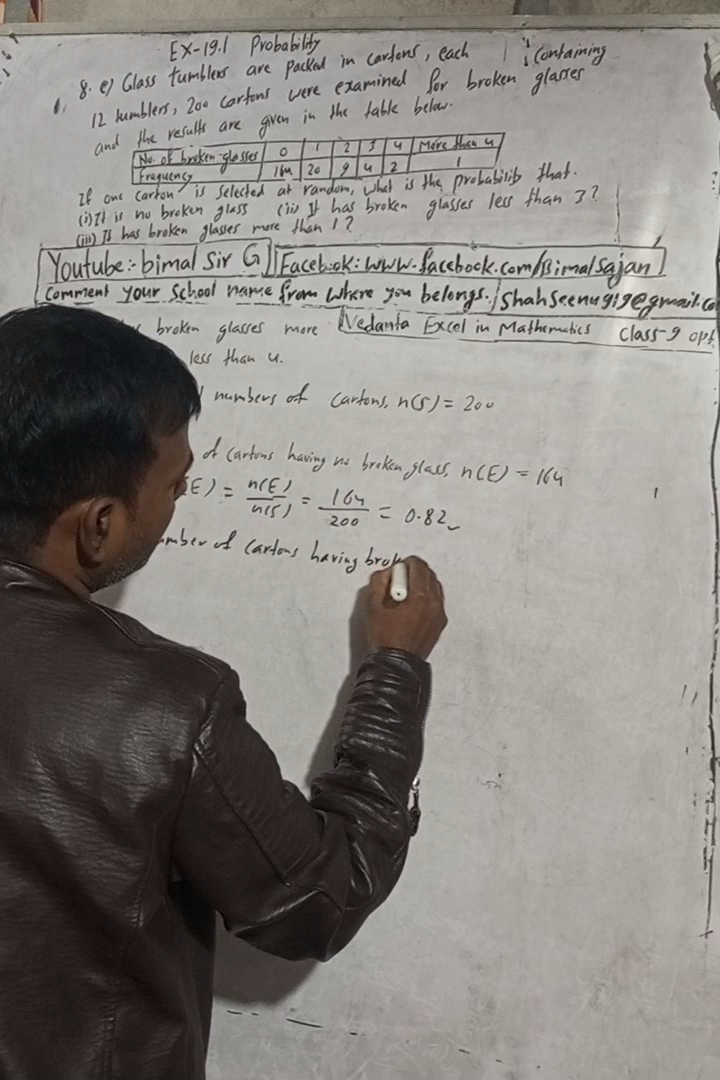 EX-19.1 Probability
8. e) Glass tumblers are packed in cartons, each containing
12 tumblers, 200 cartons were examined for broken glasses
and the results are given in the table below.
No. of broken glasses 0 1 2 3 4 More than 4
Frequency 164 20 9 4 2 1
If one carton is selected at random, what is the probability that.
(i) It is no broken glass (ii) It has broken glasses less than 3?
(iii) It has broken glasses more than 1?
Youtube:- bimal Sir G Facebook: www.facebook.com/BimalSajan
Comment your School name from where you belongs. /
broken glasses more Vedanta Excel in Mathematics Class-9 opt
less than 4.
numbers of cartons, n(S) = 200
of cartons having no broken glass, n(E) = 164
(E) = n(E)/n(S) = 164/200 = 0.82
mber of cartons having brok